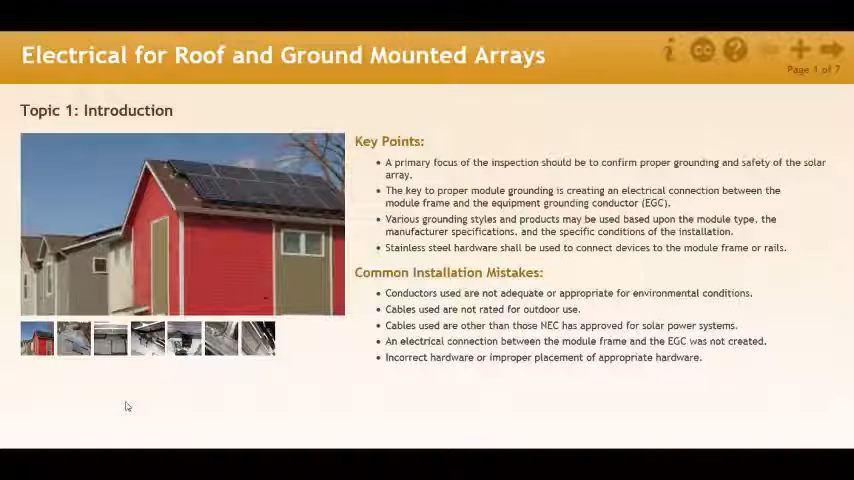 Electrical for Roof and Ground Mounted Arrays
i CC ?
Page 1 of 7
Topic 1: Introduction
Key Points:
• A primary focus of the inspection should be to confirm proper grounding and safety of the solar
array.
• The key to proper module grounding is creating an electrical connection between the
module frame and the equipment grounding conductor (EGC).
• Various grounding styles and products may be used based upon the module type, the
manufacturer specifications, and the specific conditions of the installation.
• Stainless steel hardware shall be used to connect devices to the module frame or rails.
Common Installation Mistakes:
• Conductors used are not adequate or appropriate for environmental conditions.
• Cables used are not rated for outdoor use.
• Cables used are other than those NEC has approved for solar power systems.
• An electrical connection between the module frame and the EGC was not created.
• Incorrect hardware or improper placement of appropriate hardware.